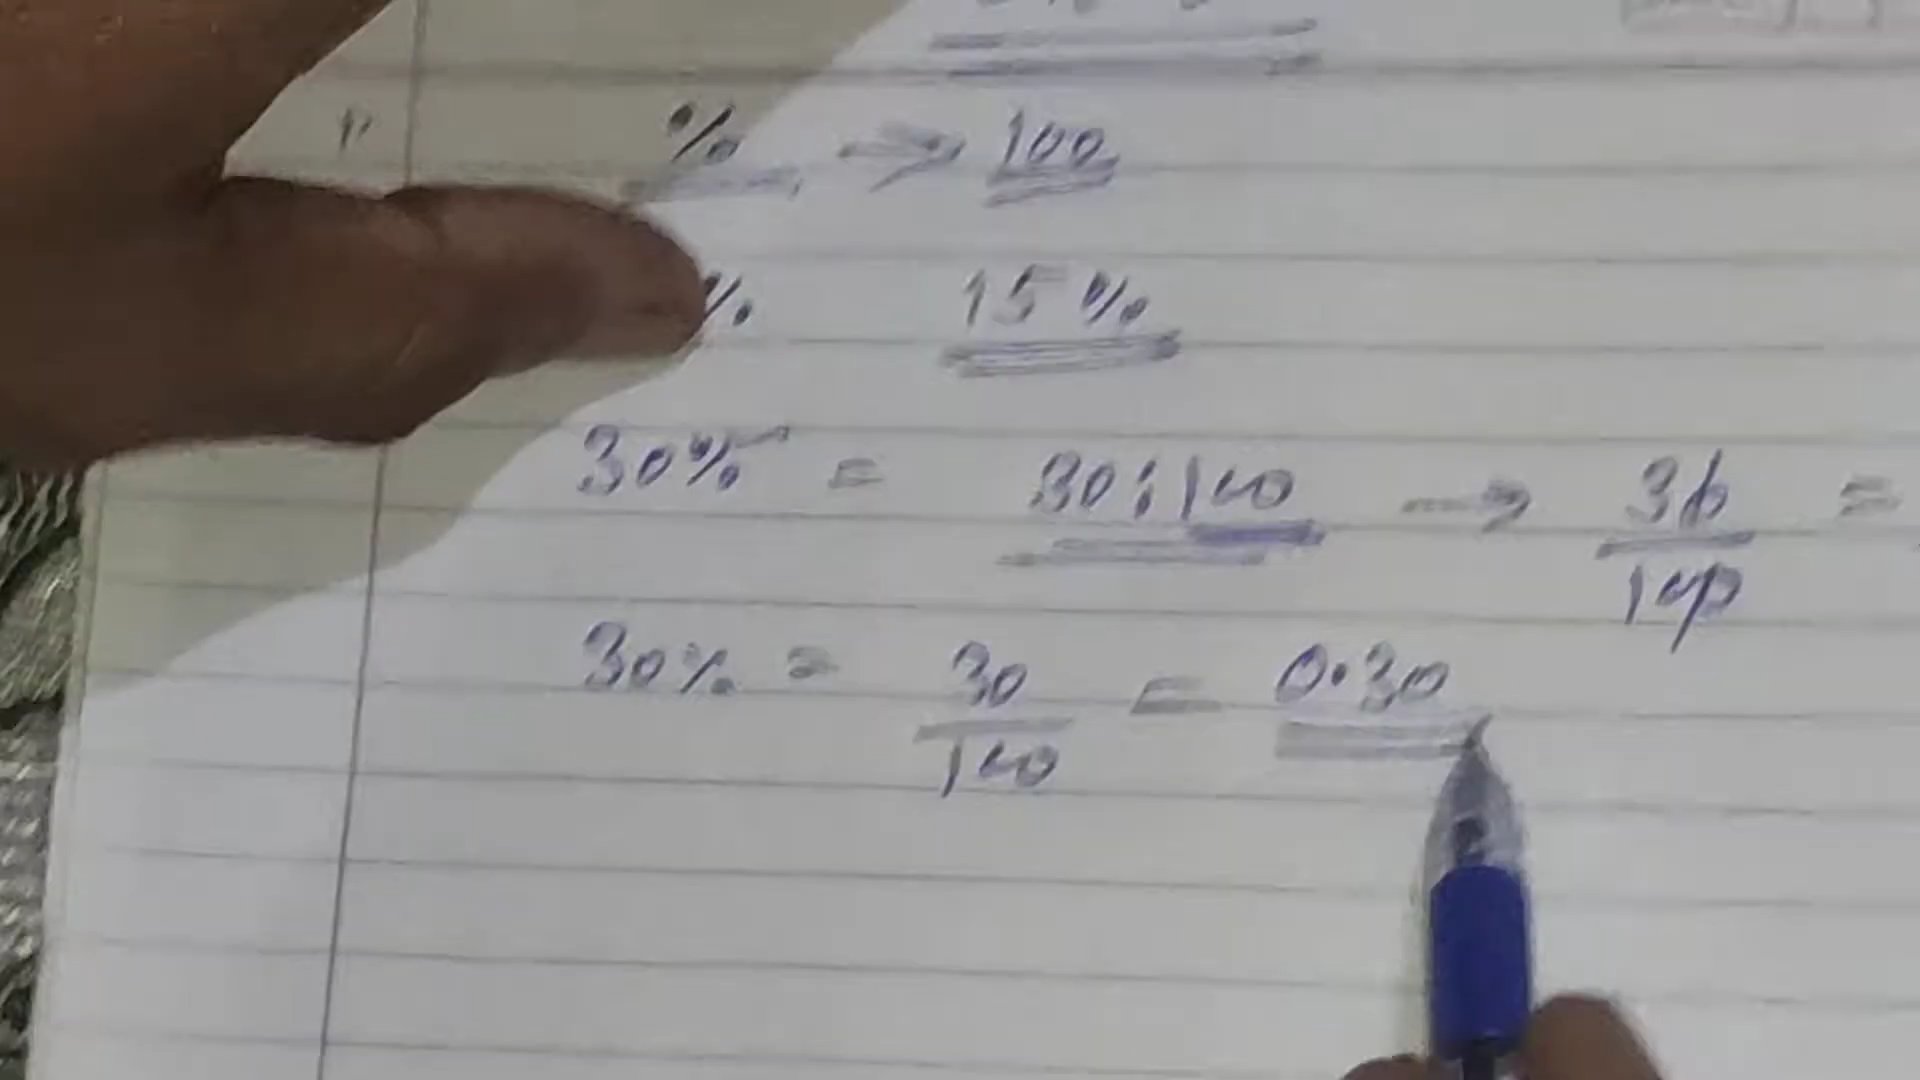 " % → 100
% 15%
30% = 30:100 → 30/100 =
30% = 30/100 = 0.30